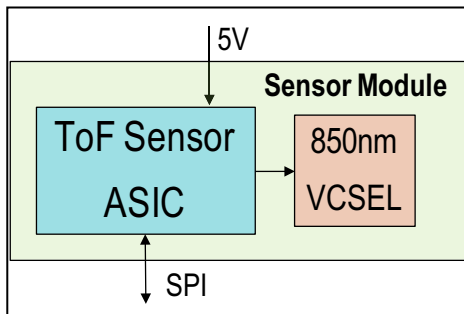 5V
Sensor Module
ToF Sensor
ASIC
850nm
VCSEL
SPI